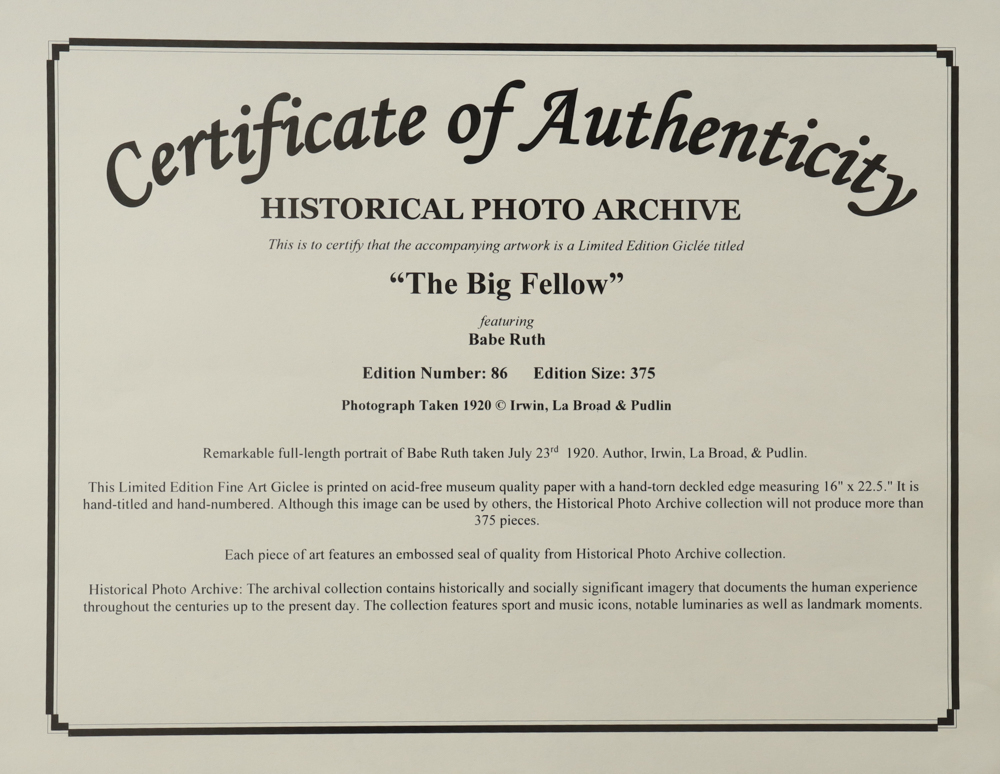 Certificate of Authenticity
HISTORICAL PHOTO ARCHIVE
This is to certify that the accompanying artwork is a Limited Edition Giclée titled
“The Big Fellow”
featuring
Babe Ruth
Edition Number: 86 Edition Size: 375
Photograph Taken 1920 © Irwin, La Broad & Pudlin
Remarkable full-length portrait of Babe Ruth taken July 23rd 1920. Author, Irwin, La Broad, & Pudlin.
This Limited Edition Fine Art Giclee is printed on acid-free museum quality paper with a hand-torn deckled edge measuring 16" x 22.5." It is
hand-titled and hand-numbered. Although this image can be used by others, the Historical Photo Archive collection will not produce more than
375 pieces.
Each piece of art features an embossed seal of quality from Historical Photo Archive collection.
Historical Photo Archive: The archival collection contains historically and socially significant imagery that documents the human experience
throughout the centuries up to the present day. The collection features sport and music icons, notable luminaries as well as landmark moments.